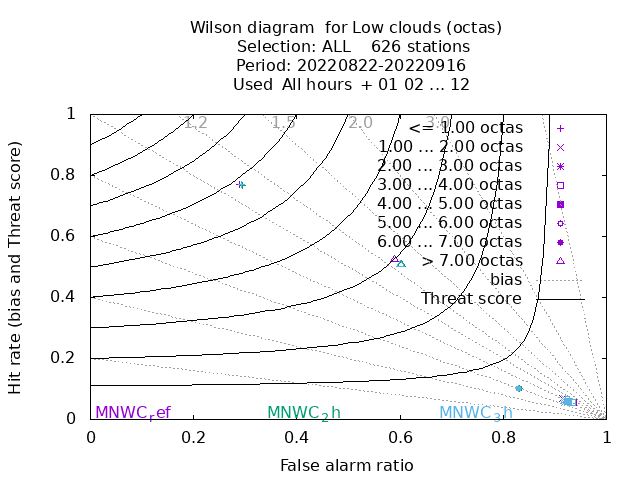 Wilson diagram  for Low clouds (octas)
Selection: ALL    626 stations
Period: 20220822-20220916
Used  All hours  + 01 02 ... 12
Hit rate (bias and Threat score)
1
0.8
0.6
0.4
0.2
0
1.2
1.5
2.0
3.0
<= 1.00 octas
1.00 ... 2.00 octas
2.00 ... 3.00 octas
3.00 ... 4.00 octas
4.00 ... 5.00 octas
5.00 ... 6.00 octas
6.00 ... 7.00 octas
> 7.00 octas
bias
Threat score
MNWC_ref MNWC_2h MNWC_3h
0 0.2 0.4 0.6 0.8 1
False alarm ratio